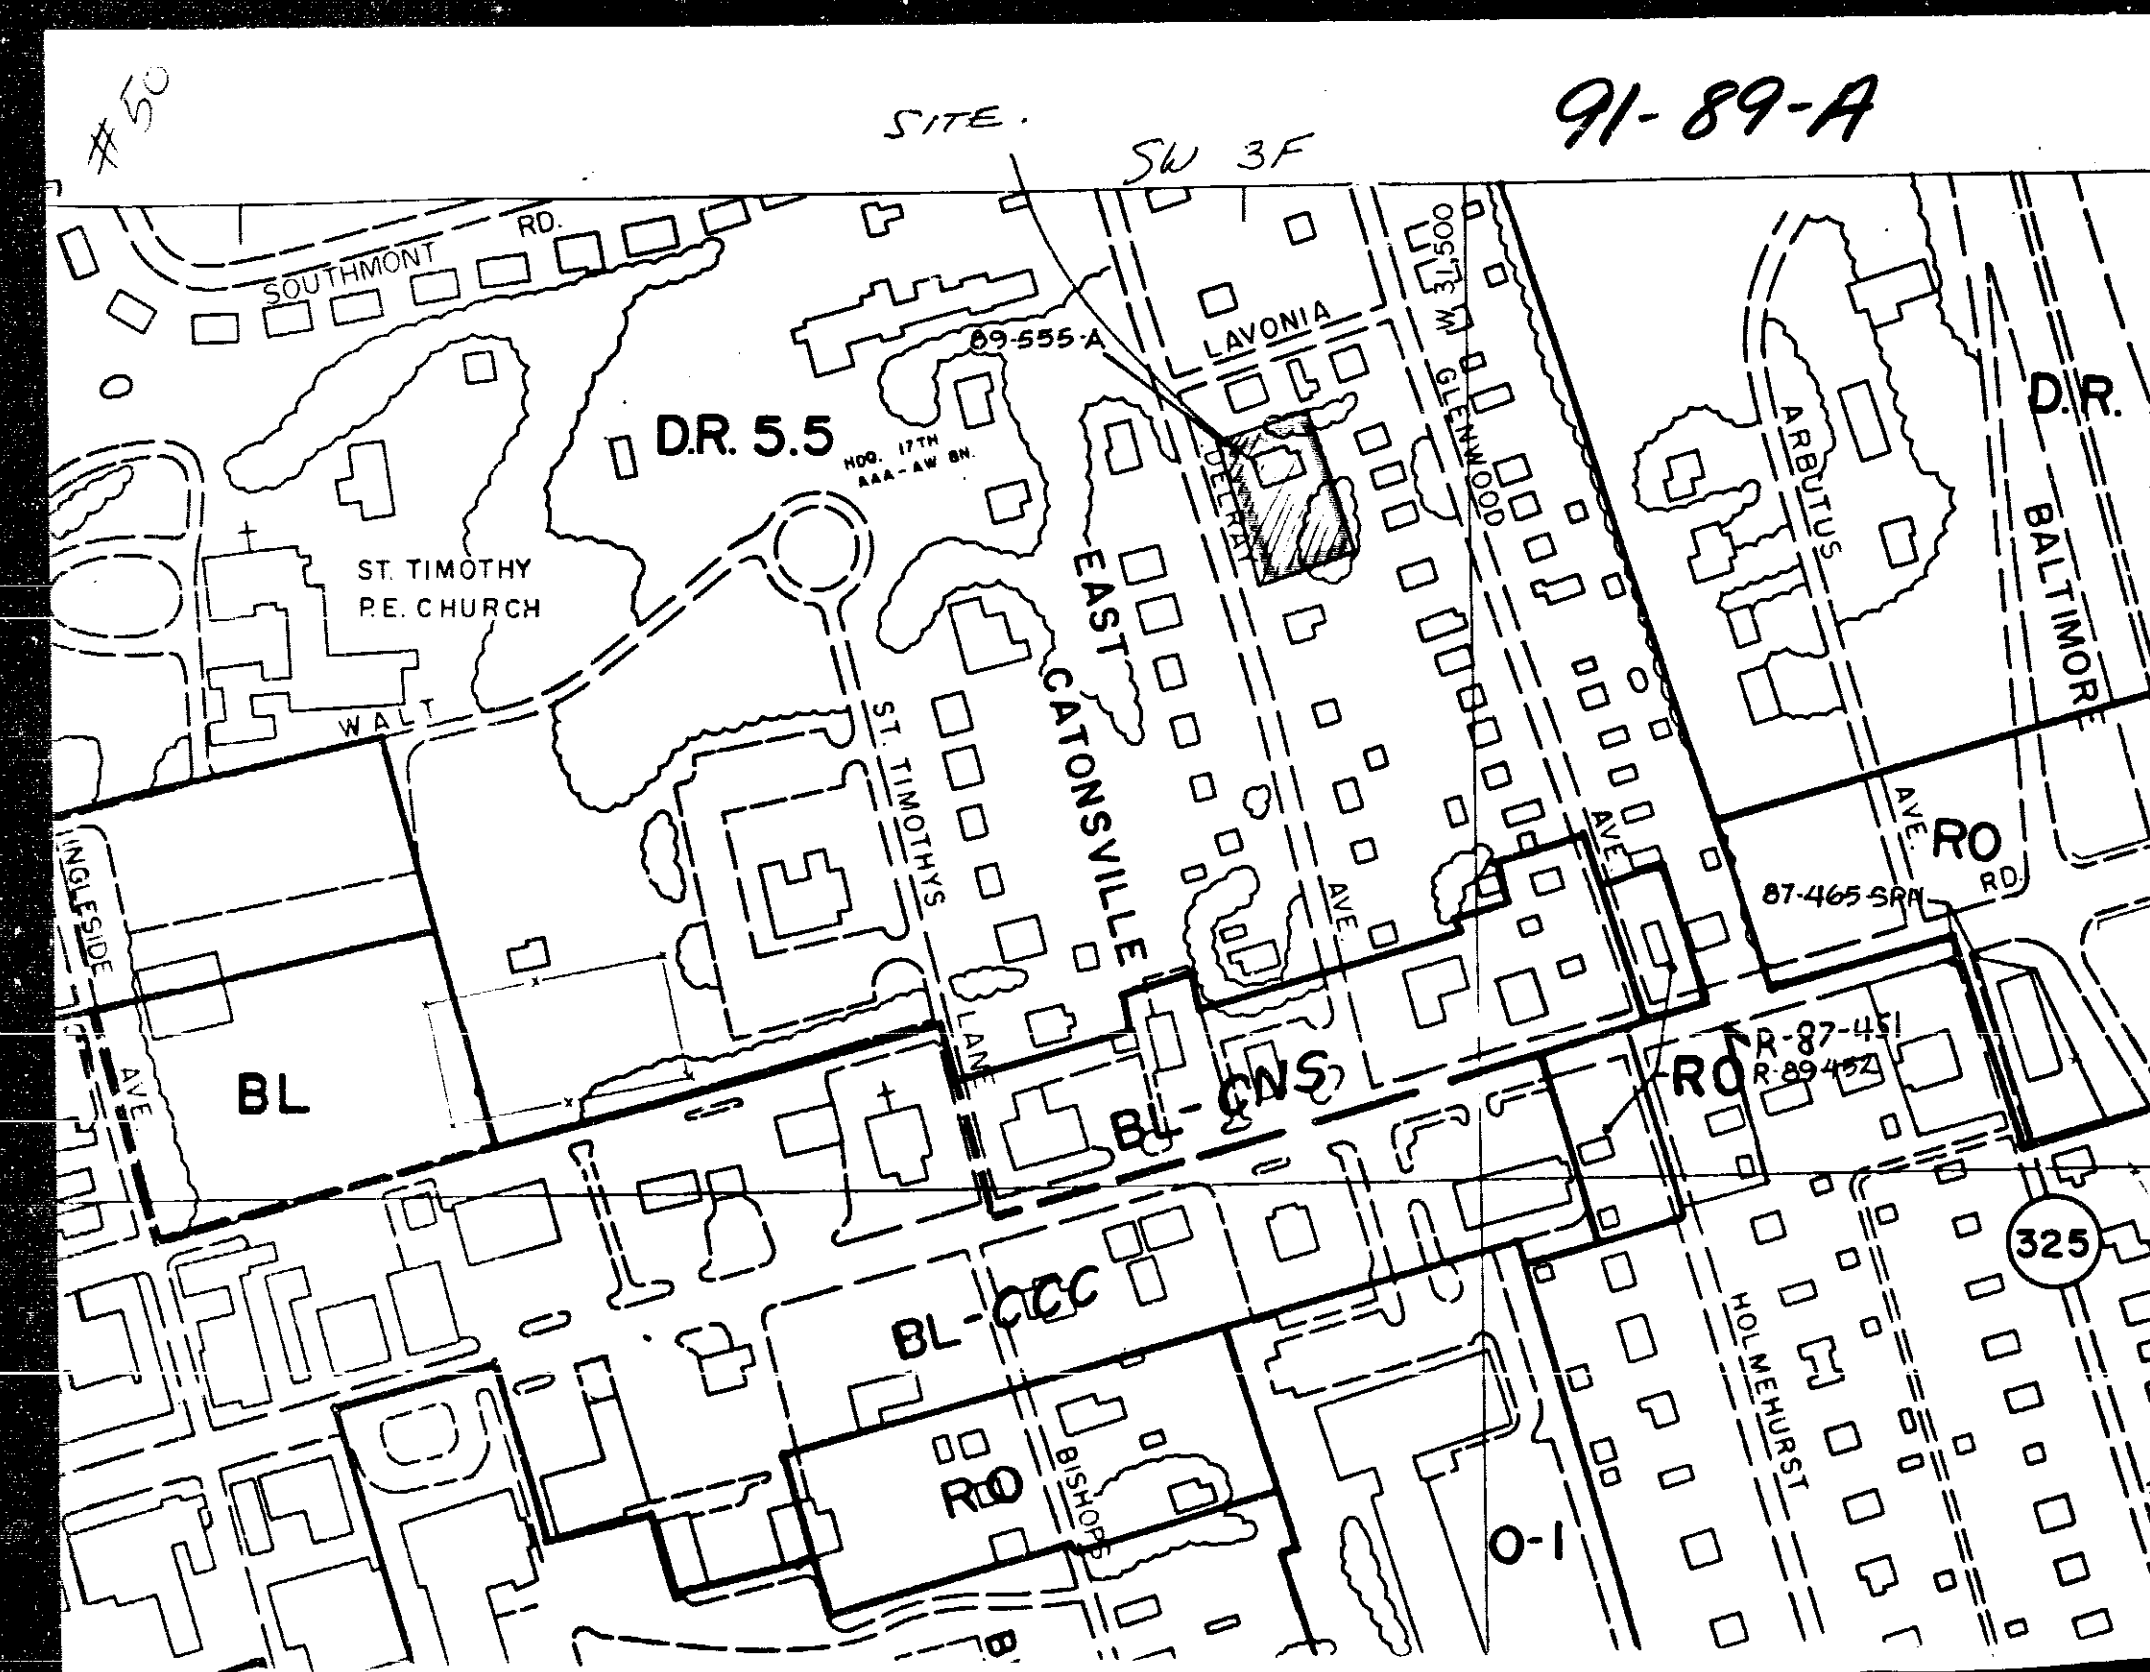 #50
SITE.
SW 3F
91-89-A
SOUTHMONT RD.
W 37,500
LAVONIA
89-555-A
D.R. 5.5
HDQ. 17TH
AAA-AW BN.
GLENWOOD AVE.
DELRAY AVE.
ARBUTUS AVE.
D.R.
BALTIMORE
ST. TIMOTHY
P.E. CHURCH
EAST
CATONSVILLE
WALT
ST. TIMOTHYS LANE
INGLESIDE AVE.
RO
RD.
87-465-SPH
BL
BL-CNS
RO
R-87-451
R-89-452
325
BL-CCC
HOLMEHURST
RO
BISHOPS
O-1
B